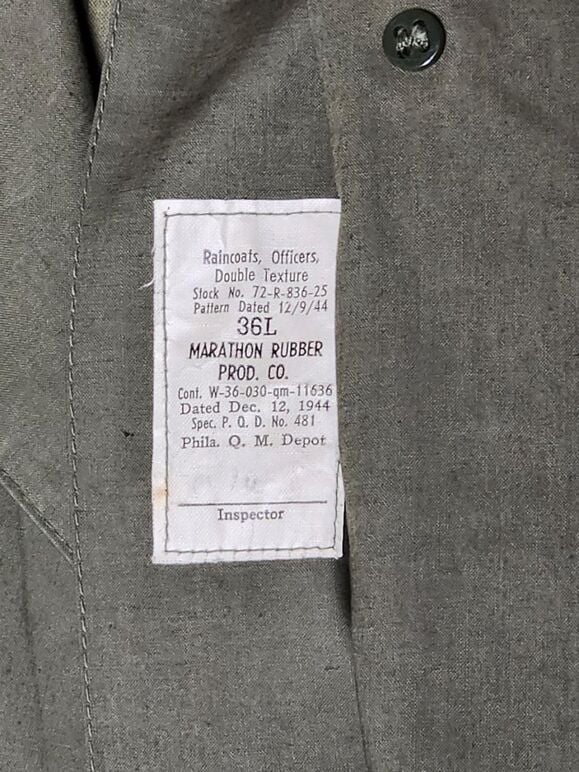 Raincoats, Officers,
Double Texture
Stock No. 72-R-836-25
Pattern Dated 12/9/44
36L
MARATHON RUBBER
PROD. CO.
Cont. W-36-030-qm-11636
Dated Dec. 12, 1944
Spec. P. Q. D. No. 481
Phila. Q. M. Depot
Inspector